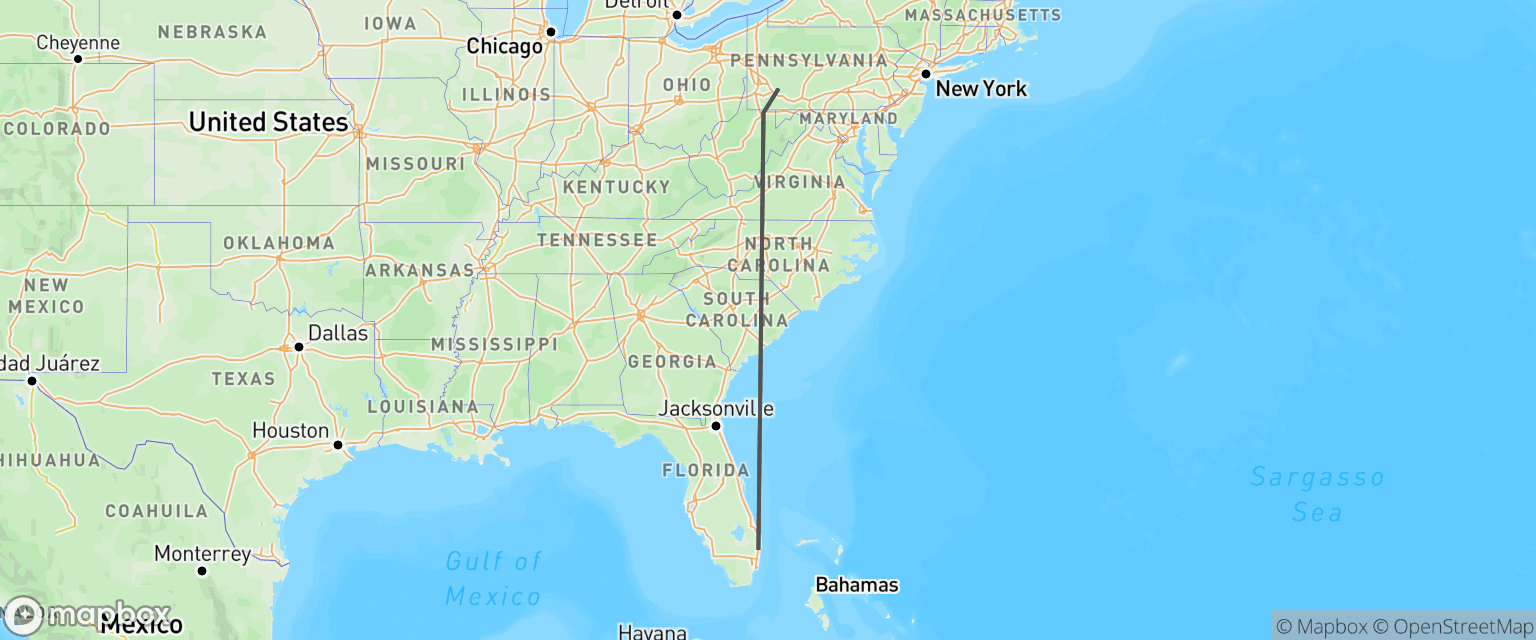 Detroit
MASSACHUSETTS
IOWA
NEBRASKA
Cheyenne
Chicago
PENNSYLVANIA
OHIO
New York
ILLINOIS
United States
COLORADO
MARYLAND
MISSOURI
KENTUCKY
VIRGINIA
OKLAHOMA
TENNESSEE
NORTH
CAROLINA
ARKANSAS
NEW
MEXICO
SOUTH
CAROLINA
Dallas
MISSISSIPPI
GEORGIA
dad Juárez
TEXAS
LOUISIANA
Jacksonville
Houston
HIHUAHUA
FLORIDA
Sargasso
Sea
COAHUILA
Monterrey
Gulf of
Mexico
Bahamas
mapbox
Mexico
Havana
© Mapbox © OpenStreetMap